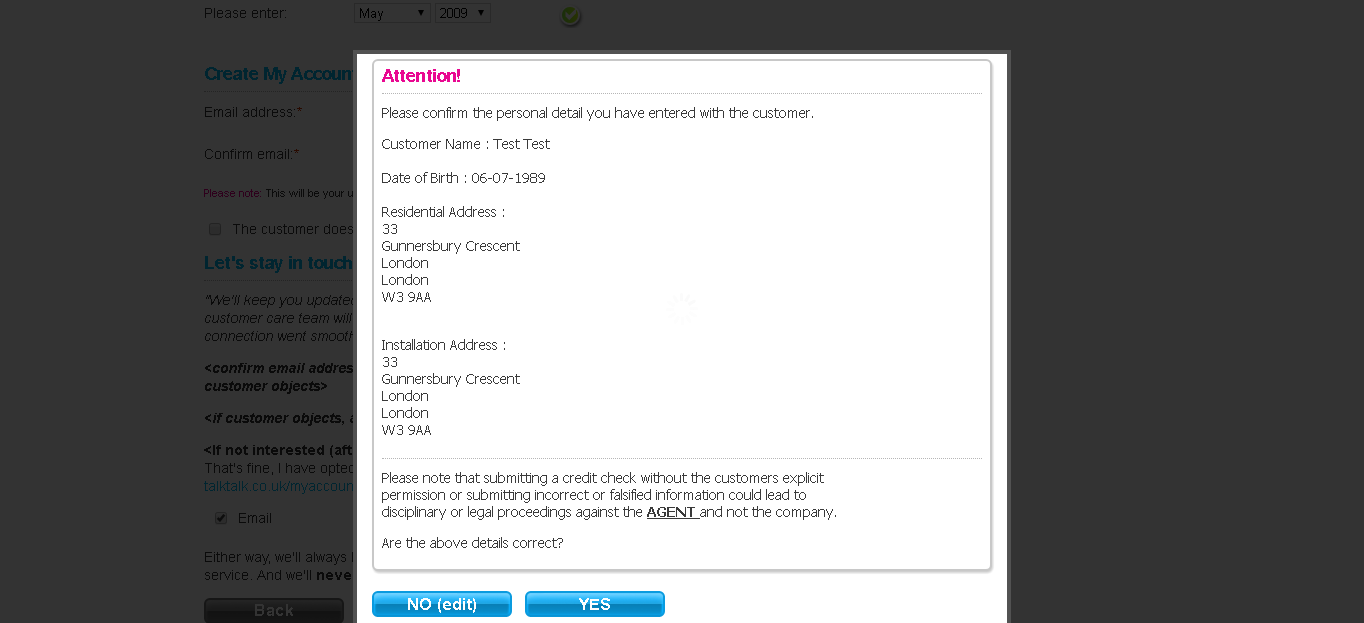 Please enter: May 2009
Create My Accoun
Email address:*
Confirm email:*
Please note: This will be your u
The customer does
Let's stay in touch
"We'll keep you updated
customer care team will
connection went smooth
<confirm email addres
customer objects>
<if customer objects, a
<If not interested (aft
That's fine, I have opted
talktalk.co.uk/myaccoun
Email
Either way, we'll always
service. And we'll never
Back
Attention!
Please confirm the personal detail you have entered with the customer.
Customer Name : Test Test
Date of Birth : 06-07-1989
Residential Address :
33
Gunnersbury Crescent
London
London
W3 9AA
Installation Address :
33
Gunnersbury Crescent
London
London
W3 9AA
Please note that submitting a credit check without the customers explicit
permission or submitting incorrect or falsified information could lead to
disciplinary or legal proceedings against the AGENT and not the company.
Are the above details correct?
NO (edit) YES